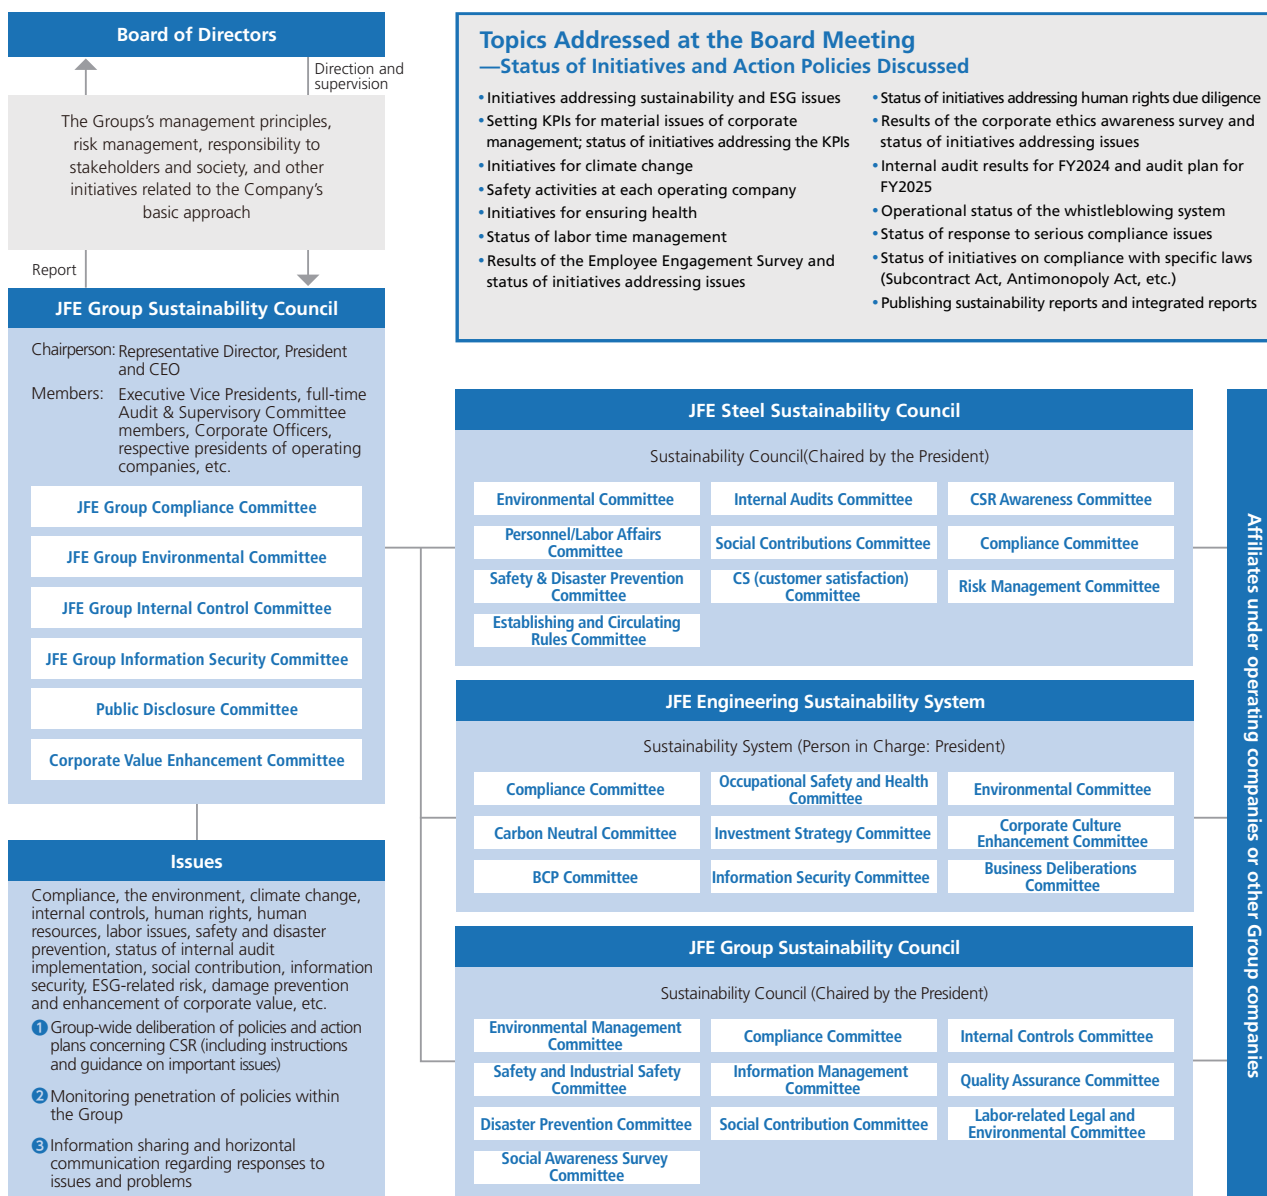 Board of Directors
Direction and
supervision
The Groups's management principles,
risk management, responsibility to
stakeholders and society, and other
initiatives related to the Company's
basic approach
Report
JFE Group Sustainability Council
Chairperson: Representative Director, President
and CEO
Members: Executive Vice Presidents, full-time
Audit & Supervisory Committee
members, Corporate Officers,
respective presidents of operating
companies, etc.
JFE Group Compliance Committee
JFE Group Environmental Committee
JFE Group Internal Control Committee
JFE Group Information Security Committee
Public Disclosure Committee
Corporate Value Enhancement Committee
Issues
Compliance, the environment, climate change,
internal controls, human rights, human
resources, labor issues, safety and disaster
prevention, status of internal audit
implementation, social contribution, information
security, ESG-related risk, damage prevention
and enhancement of corporate value, etc.
❶ Group-wide deliberation of policies and action
plans concerning CSR (including instructions
and guidance on important issues)
❷ Monitoring penetration of policies within
the Group
❸ Information sharing and horizontal
communication regarding responses to
issues and problems
Topics Addressed at the Board Meeting
—Status of Initiatives and Action Policies Discussed
• Initiatives addressing sustainability and ESG issues
• Setting KPIs for material issues of corporate
management; status of initiatives addressing the KPIs
• Initiatives for climate change
• Safety activities at each operating company
• Initiatives for ensuring health
• Status of labor time management
• Results of the Employee Engagement Survey and
status of initiatives addressing issues
• Status of initiatives addressing human rights due diligence
• Results of the corporate ethics awareness survey and
status of initiatives addressing issues
• Internal audit results for FY2024 and audit plan for
FY2025
• Operational status of the whistleblowing system
• Status of response to serious compliance issues
• Status of initiatives on compliance with specific laws
(Subcontract Act, Antimonopoly Act, etc.)
• Publishing sustainability reports and integrated reports
JFE Steel Sustainability Council
Sustainability Council(Chaired by the President)
Environmental Committee
Internal Audits Committee
CSR Awareness Committee
Personnel/Labor Affairs
Committee
Social Contributions Committee
Compliance Committee
Safety & Disaster Prevention
Committee
CS (customer satisfaction)
Committee
Risk Management Committee
Establishing and Circulating
Rules Committee
JFE Engineering Sustainability System
Sustainability System (Person in Charge: President)
Compliance Committee
Occupational Safety and Health
Committee
Environmental Committee
Carbon Neutral Committee
Investment Strategy Committee
Corporate Culture
Enhancement Committee
BCP Committee
Information Security Committee
Business Deliberations
Committee
JFE Group Sustainability Council
Sustainability Council (Chaired by the President)
Environmental Management
Committee
Compliance Committee
Internal Controls Committee
Safety and Industrial Safety
Committee
Information Management
Committee
Quality Assurance Committee
Disaster Prevention Committee
Social Contribution Committee
Labor-related Legal and
Environmental Committee
Social Awareness Survey
Committee
Affiliates under operating companies or other Group companies